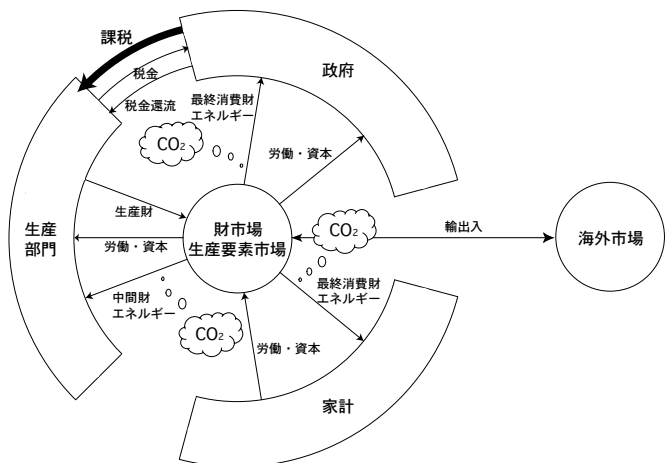 課税
税金
税金還流
政府
最終消費財
エネルギー
CO₂
労働・資本
生産
部門
生産財
労働・資本
中間財
エネルギー
CO₂
財市場
生産要素市場
CO₂
輸出入
海外市場
最終消費財
エネルギー
労働・資本
家計